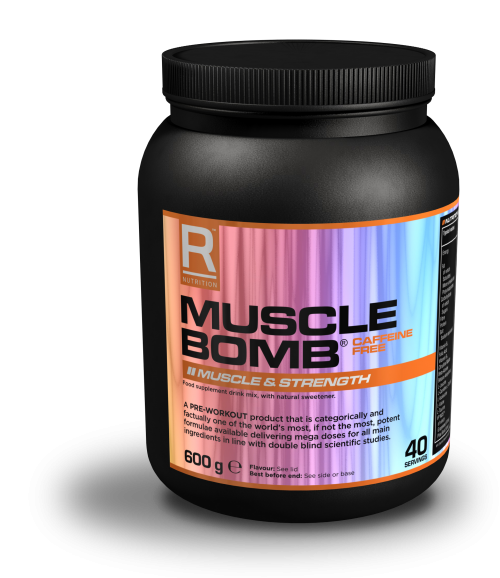 R
NUTRITION
MUSCLE
BOMB®
CAFFEINE
FREE
MUSCLE & STRENGTH
Food supplement drink mix, with natural sweetener.
A PRE-WORKOUT product that is categorically and
factually one of the world's most, if not the most, potent
formulae available delivering mega doses for all main
ingredients in line with double blind scientific studies.
600 g ℮
Flavour: See lid
Best before end: See side or base
40
SERVINGS